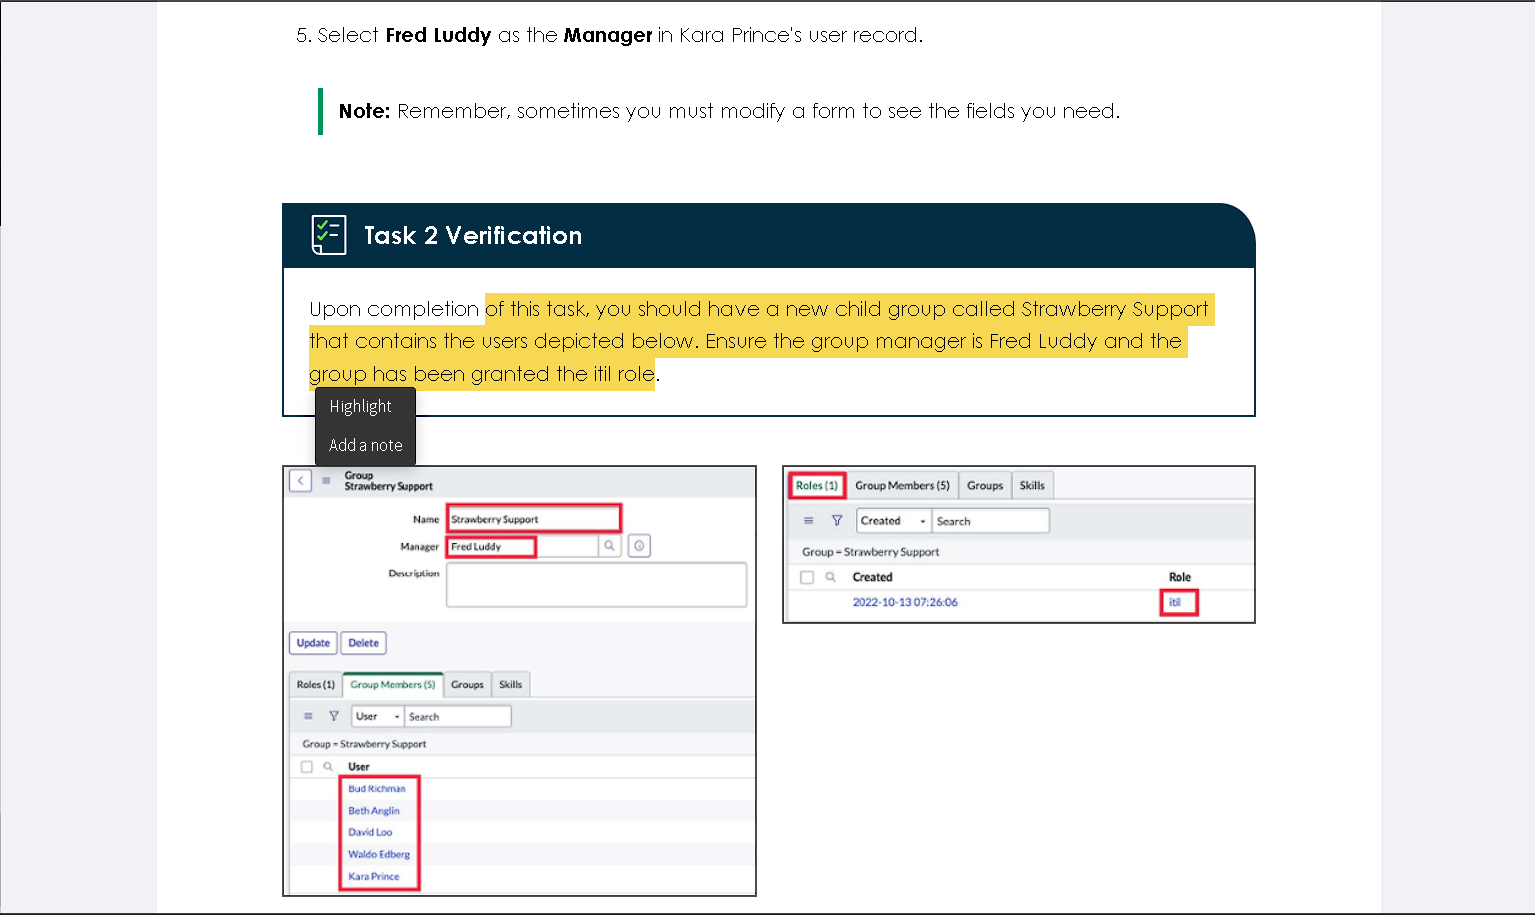 5. Select Fred Luddy as the Manager in Kara Prince's user record.
Note: Remember, sometimes you must modify a form to see the fields you need.
Task 2 Verification
Upon completion of this task, you should have a new child group called Strawberry Support
that contains the users depicted below. Ensure the group manager is Fred Luddy and the
group has been granted the itil role.
Highlight
Add a note
Group
Strawberry Support
Name Strawberry Support
Manager Fred Luddy
Description
Update Delete
Roles (1) Group Members (5) Groups Skills
User Search
Group = Strawberry Support
User
Bud Richman
Beth Anglin
David Loo
Waldo Edberg
Kara Prince
Roles (1) Group Members (5) Groups Skills
Created Search
Group = Strawberry Support
Created Role
2022-10-13 07:26:06 itil